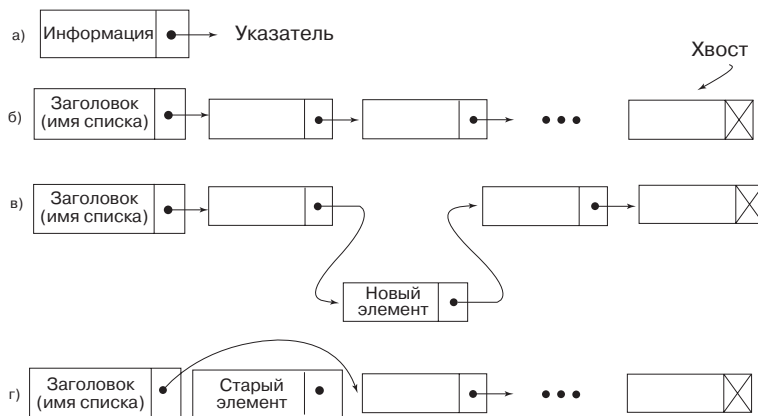 а)
Информация
Указатель
Хвост
б)
Заголовок
(имя списка)
в)
Заголовок
(имя списка)
Новый
элемент
г)
Заголовок
(имя списка)
Старый
элемент